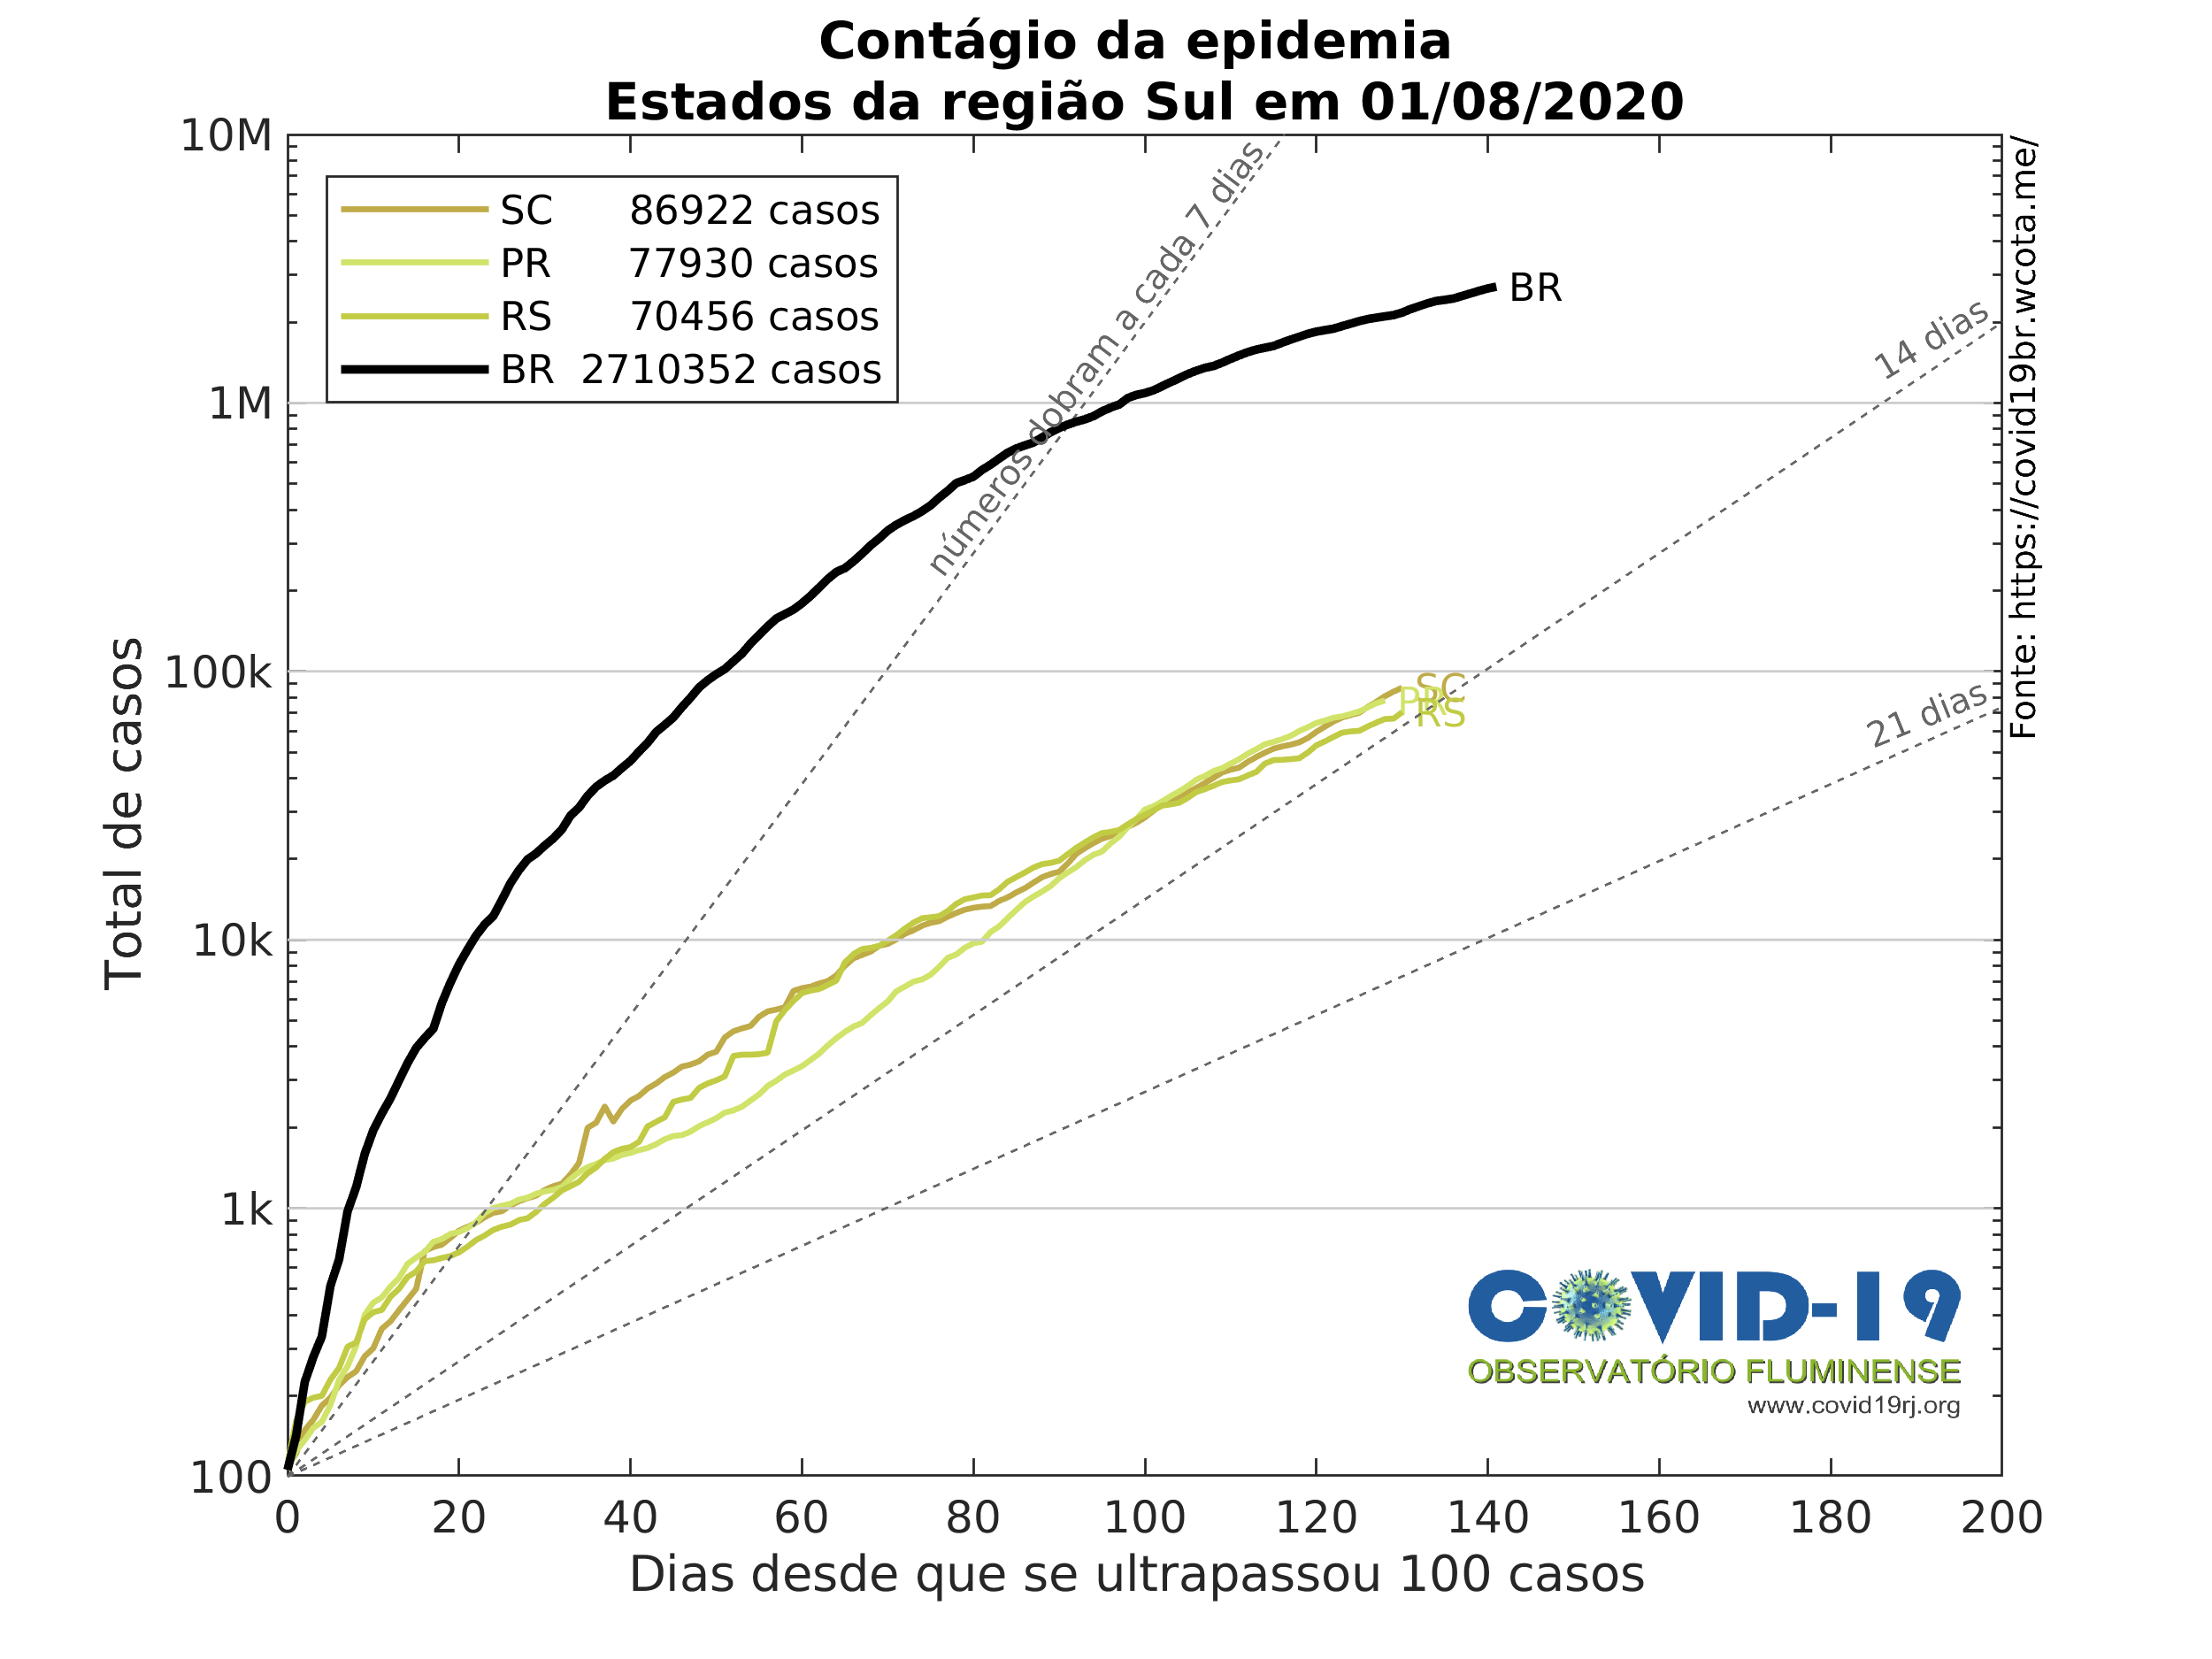 Contágio da epidemia
Estados da região Sul em 01/08/2020
10M
1M
100k
10k
1k
100
Total de casos
SC 86922 casos
PR 77930 casos
RS 70456 casos
BR 2710352 casos
números dobram a cada 7 dias
BR
14 dias
21 dias
SC
PR
RS
Fonte: https://covid19br.wcota.me/
COVID-19
OBSERVATÓRIO FLUMINENSE
www.covid19rj.org
0 20 40 60 80 100 120 140 160 180 200
Dias desde que se ultrapassou 100 casos